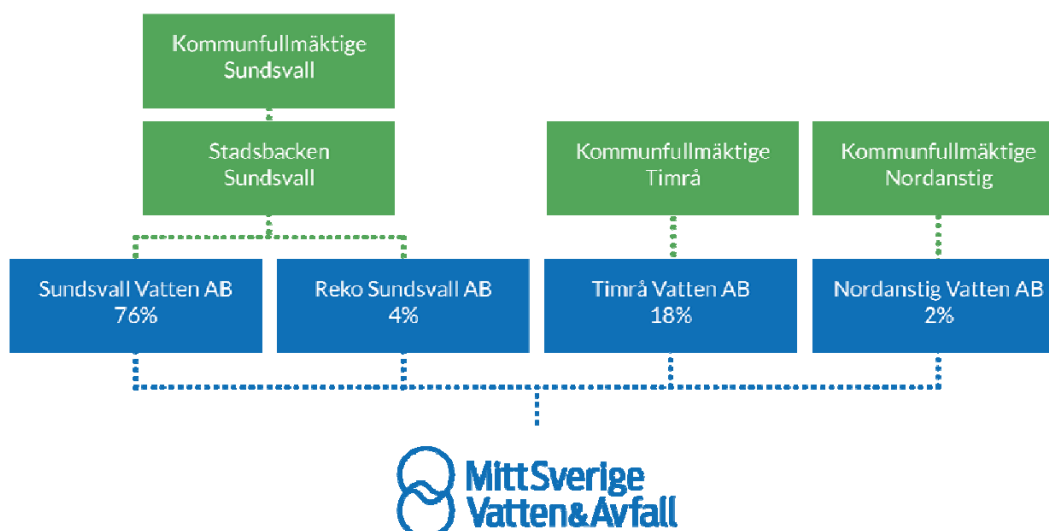 Kommunfullmäktige
Sundsvall
Stadsbacken
Sundsvall
Kommunfullmäktige
Timrå
Kommunfullmäktige
Nordanstig
Sundsvall Vatten AB
76%
Reko Sundsvall AB
4%
Timrå Vatten AB
18%
Nordanstig Vatten AB
2%
MittSverige
Vatten&Avfall